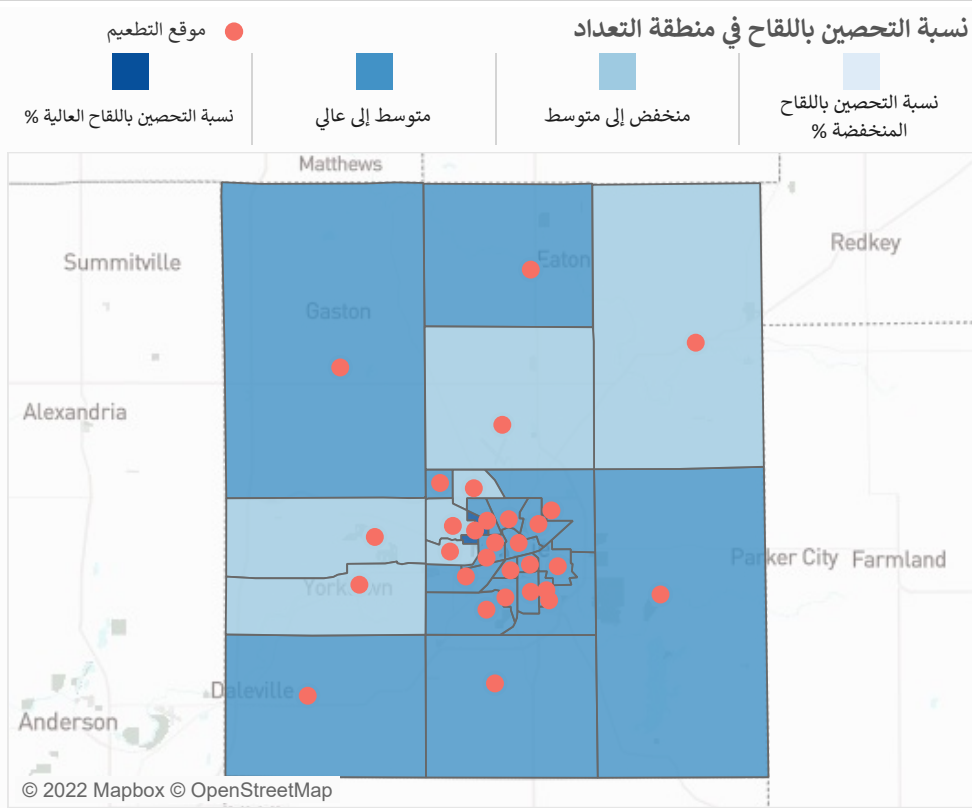 نسبة التحصين باللقاح في منطقة التعداد
موقع التطعيم
نسبة التحصين باللقاح
المنخفضة %
منخفض إلى متوسط
متوسط إلى عالي
نسبة التحصين باللقاح العالية %
Matthews
Summitville
Eaton
Redkey
Gaston
Alexandria
Parker City
Farmland
Yorktown
Daleville
Anderson
© 2022 Mapbox © OpenStreetMap